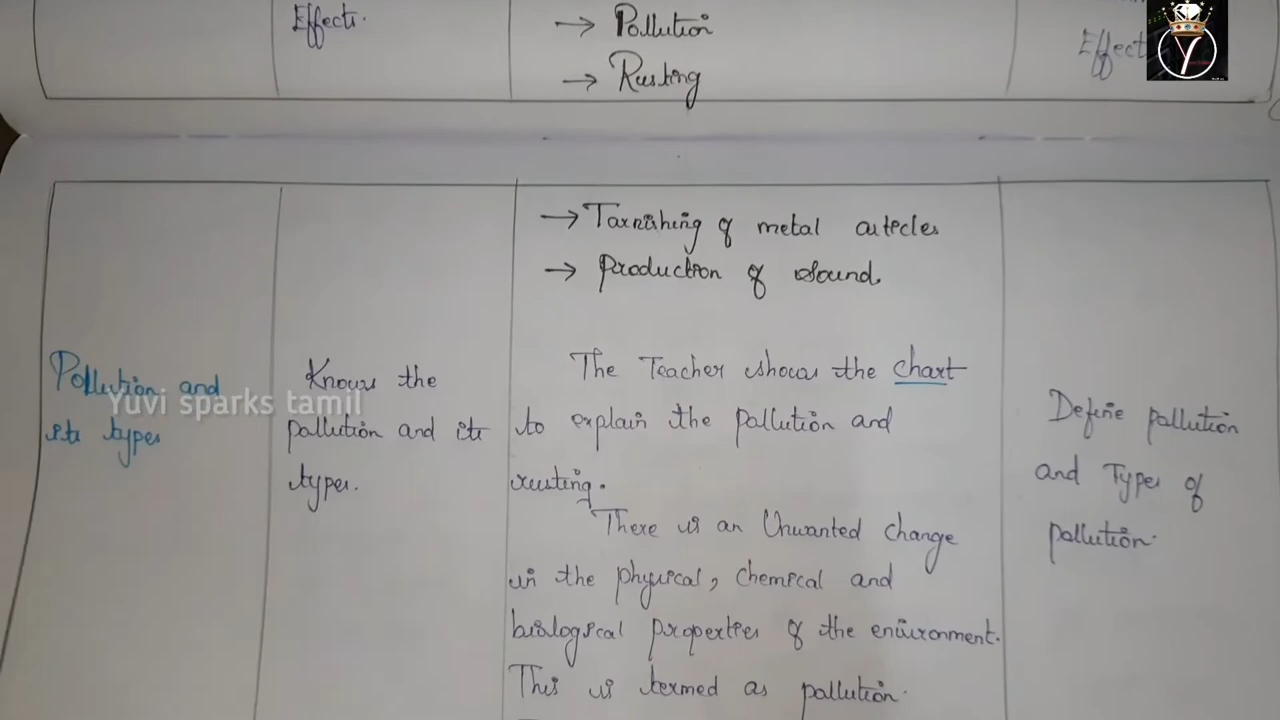 Effects.
→ Pollution
Effect
→ Rusting
Y
→ Tarnishing of metal articles
→ Production of sound.
Pollution and
its types
Yuvi sparks tamil
Knows the
pollution and its
types.
The Teacher shows the chart
to explain the pollution and
rusting.
There is an Unwanted change
in the physical, chemical and
biological properties of the environment.
This is termed as pollution.
Define pollution
and Types of
pollution.